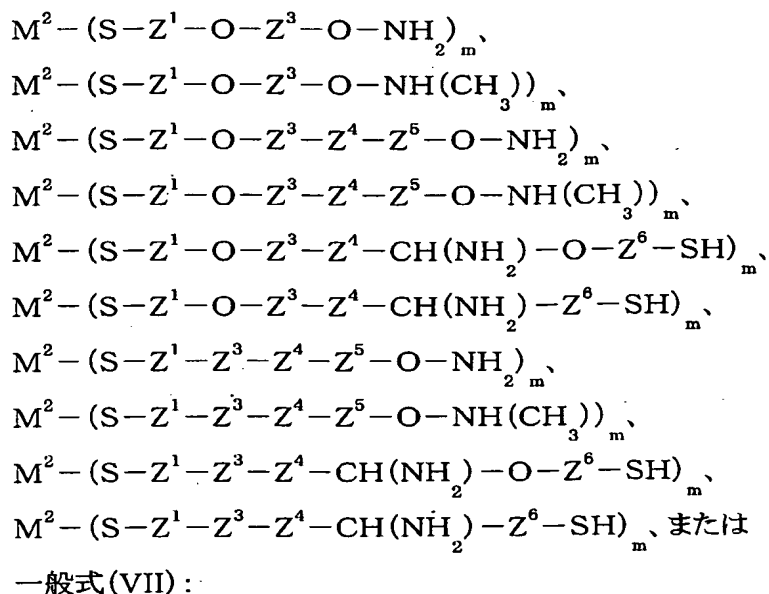 M²−(S−Z¹−O−Z³−O−NH₂)ₘ、
M²−(S−Z¹−O−Z³−O−NH(CH₃))ₘ、
M²−(S−Z¹−O−Z³−Z⁴−Z⁵−O−NH₂)ₘ、
M²−(S−Z¹−O−Z³−Z⁴−Z⁵−O−NH(CH₃))ₘ、
M²−(S−Z¹−O−Z³−Z⁴−CH(NH₂)−O−Z⁶−SH)ₘ、
M²−(S−Z¹−O−Z³−Z⁴−CH(NH₂)−Z⁶−SH)ₘ、
M²−(S−Z¹−Z³−Z⁴−Z⁵−O−NH₂)ₘ、
M²−(S−Z¹−Z³−Z⁴−Z⁵−O−NH(CH₃))ₘ、
M²−(S−Z¹−Z³−Z⁴−CH(NH₂)−O−Z⁶−SH)ₘ、
M²−(S−Z¹−Z³−Z⁴−CH(NH₂)−Z⁶−SH)ₘ、または
一般式(VII):